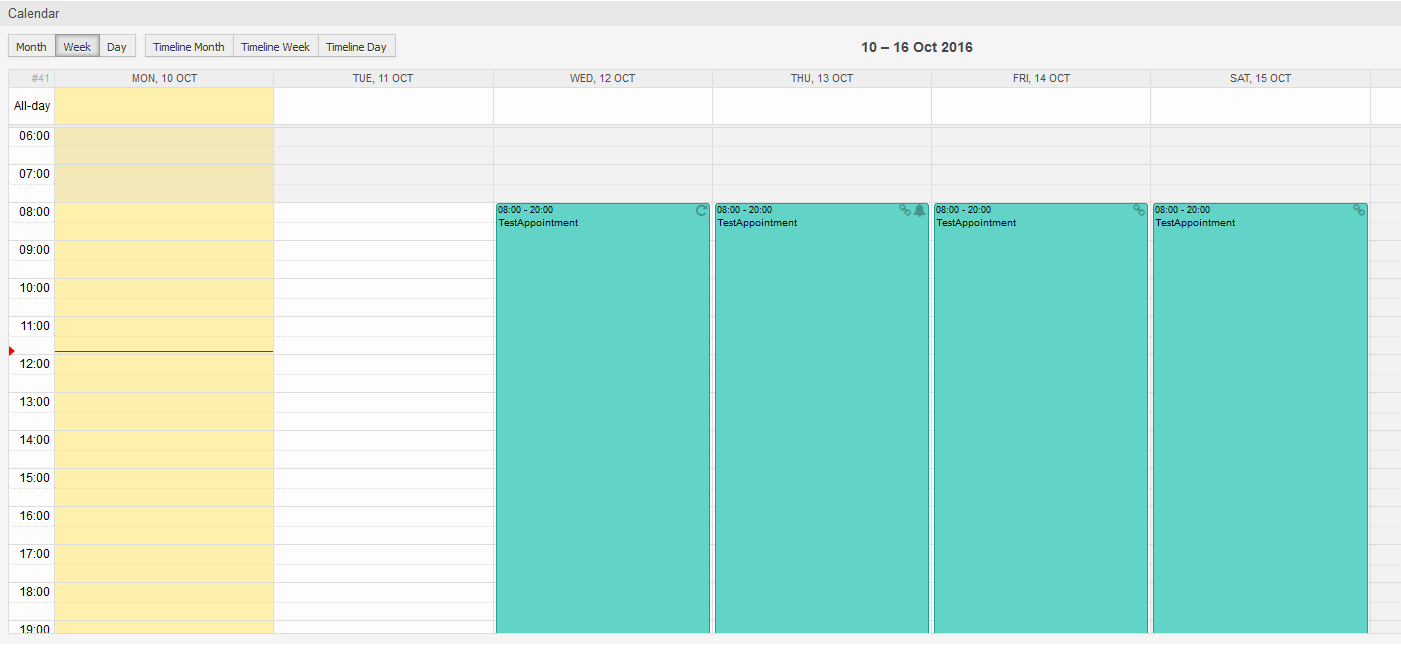 Calendar
Month Week Day Timeline Month Timeline Week Timeline Day 10 – 16 Oct 2016
#41 MON, 10 OCT TUE, 11 OCT WED, 12 OCT THU, 13 OCT FRI, 14 OCT SAT, 15 OCT
All-day
06:00
07:00
08:00 08:00 - 20:00 08:00 - 20:00 08:00 - 20:00 08:00 - 20:00
TestAppointment TestAppointment TestAppointment TestAppointment
09:00
10:00
11:00
12:00
13:00
14:00
15:00
16:00
17:00
18:00
19:00